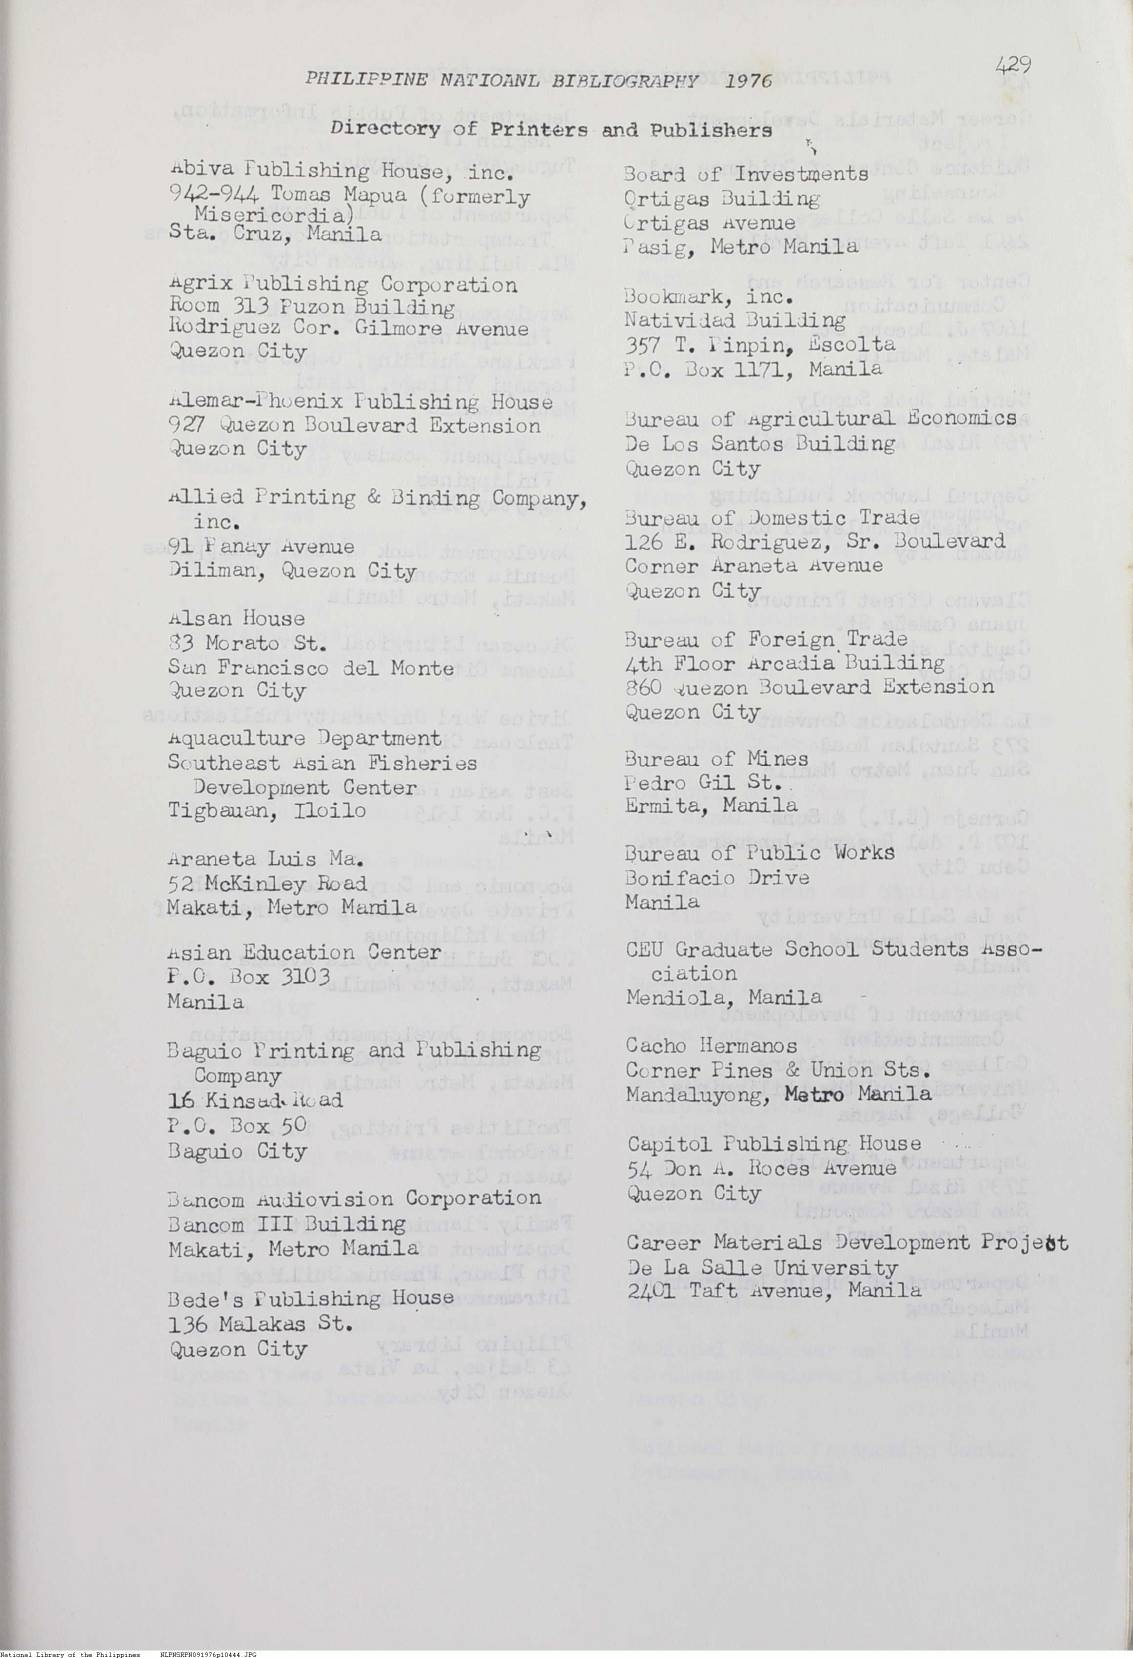 429
PHILIPPINE NATIOANL BIBLIOGRAPHY 1976
Directory of Printers and Publishers
Abiva Publishing House, inc.
942-944 Tomas Mapua (formerly
Misericordia)
Sta. Cruz, Manila
Agrix Publishing Corporation
Room 313 Puzon Building
Rodriguez Cor. Gilmore Avenue
Quezon City
Alemar-Phoenix Publishing House
927 Quezon Boulevard Extension
Quezon City
Allied Printing & Binding Company,
inc.
91 Panay Avenue
Diliman, Quezon City
Alsan House
83 Morato St.
San Francisco del Monte
Quezon City
Aquaculture Department
Southeast Asian Fisheries
Development Center
Tigbauan, Iloilo
Araneta Luis Ma.
52 McKinley Road
Makati, Metro Manila
Asian Education Center
P.O. Box 3103
Manila
Baguio Printing and Publishing
Company
16 Kinsad Road
P.O. Box 50
Baguio City
Bancom Audiovision Corporation
Bancom III Building
Makati, Metro Manila
Bede's Publishing House
136 Malakas St.
Quezon City
Board of Investments
Ortigas Building
Ortigas Avenue
Pasig, Metro Manila
Bookmark, inc.
Natividad Building
357 T. Pinpin, Escolta
P.O. Box 1171, Manila
Bureau of Agricultural Economics
De Los Santos Building
Quezon City
Bureau of Domestic Trade
126 E. Rodriguez, Sr. Boulevard
Corner Araneta Avenue
Quezon City
Bureau of Foreign Trade
4th Floor Arcadia Building
860 Quezon Boulevard Extension
Quezon City
Bureau of Mines
Pedro Gil St.
Ermita, Manila
Bureau of Public Works
Bonifacio Drive
Manila
CEU Graduate School Students Asso-
ciation
Mendiola, Manila
Cacho Hermanos
Corner Pines & Union Sts.
Mandaluyong, Metro Manila
Capitol Publishing House
54 Don A. Roces Avenue
Quezon City
Career Materials Development Project
De La Salle University
2401 Taft Avenue, Manila
National Library of the Philippines NLPNSRPN091976p10444.JPG